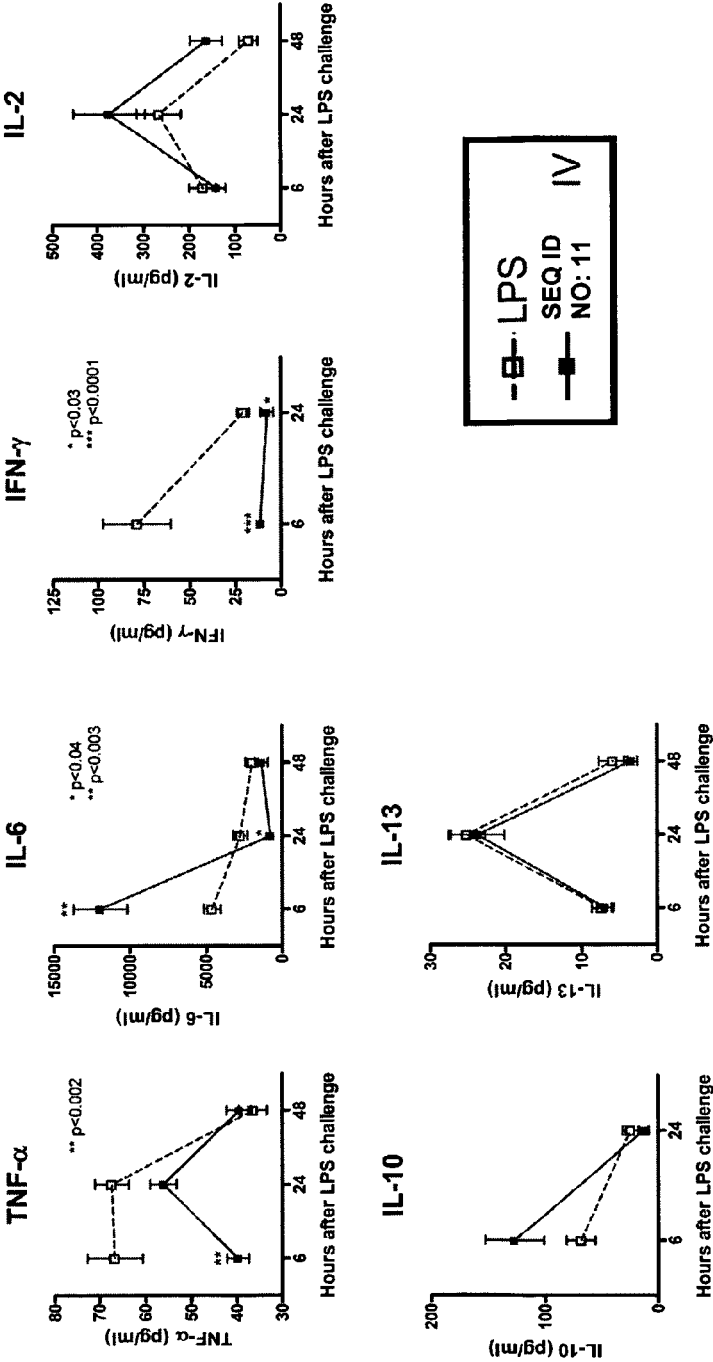 TNF-α
** p<0.002
TNF-α (pg/ml)
80
70
60
50
40
30
**
6
24
48
Hours after LPS challenge
IL-6
* p<0.04
** p<0.003
IL-6 (pg/ml)
15000
10000
5000
0
**
*
6
24
48
Hours after LPS challenge
IFN-γ
* p<0.03
*** p<0.0001
IFN-γ (pg/ml)
125
100
75
50
25
0
***
*
6
24
Hours after LPS challenge
IL-2
IL-2 (pg/ml)
500
400
300
200
100
0
6
24
48
Hours after LPS challenge
IL-10
IL-10 (pg/ml)
200
100
0
6
24
Hours after LPS challenge
IL-13
IL-13 (pg/ml)
30
20
10
0
6
24
48
Hours after LPS challenge
LPS
SEQ ID
NO: 11
IV